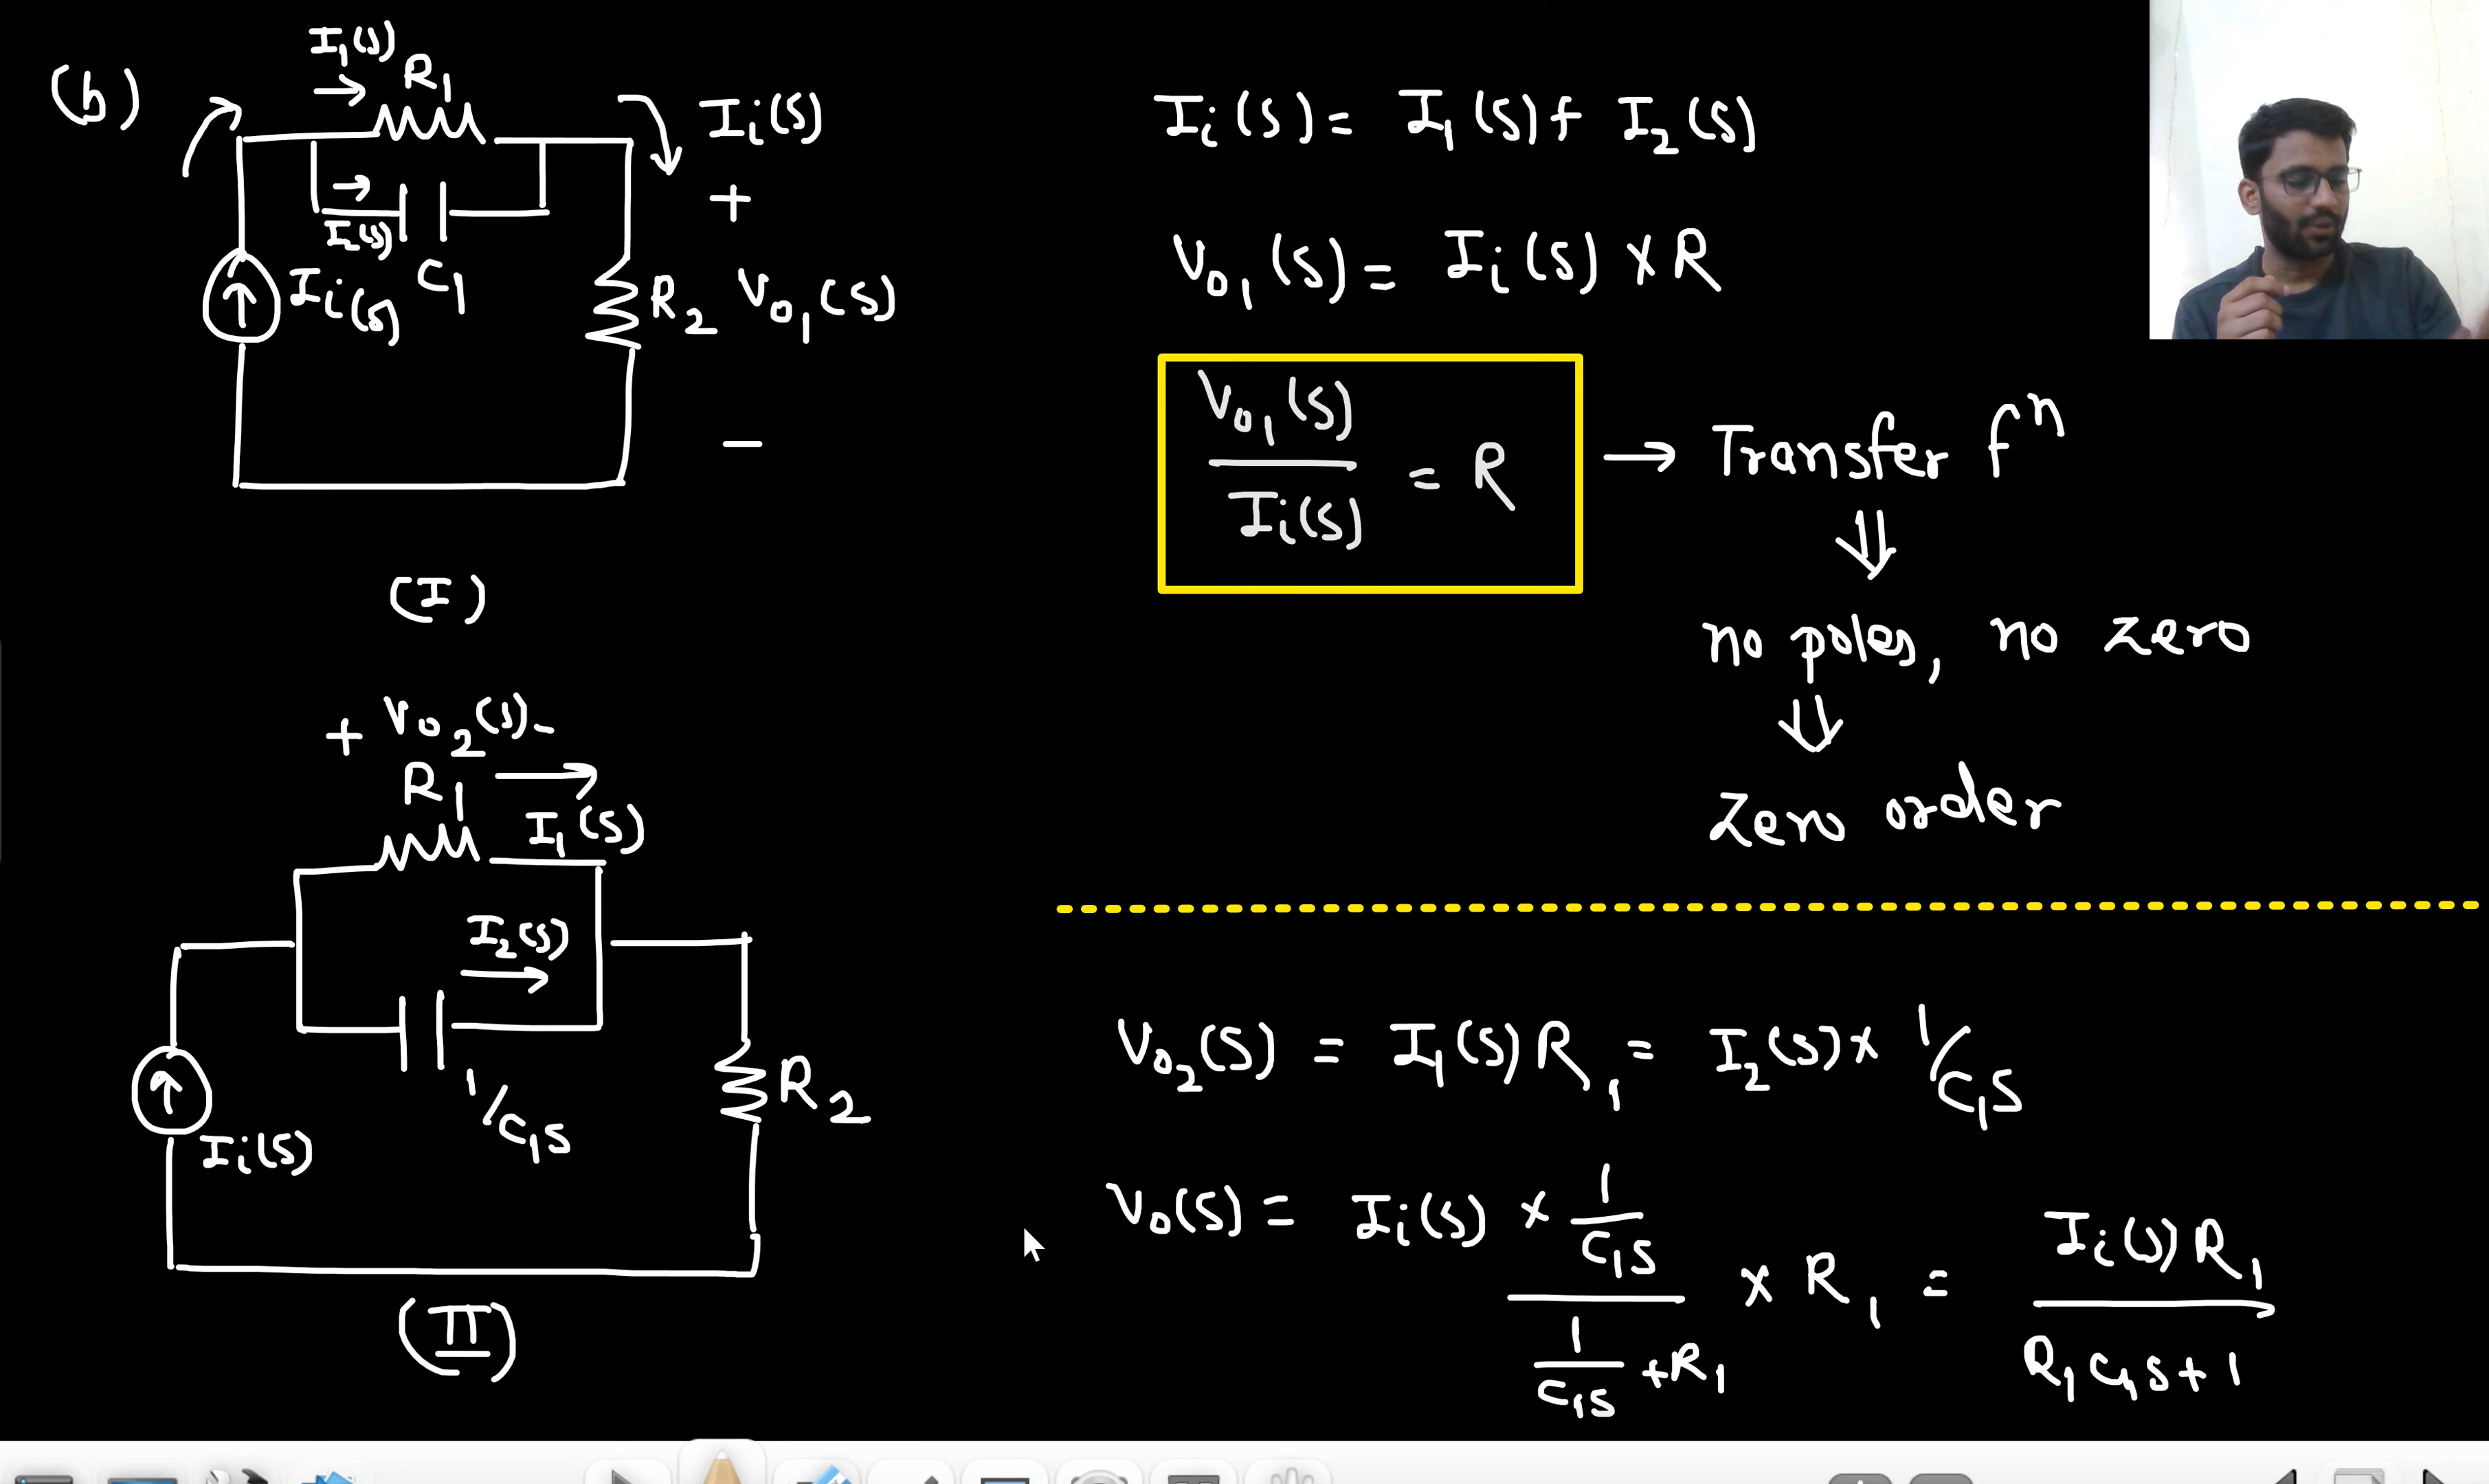 (b)
I₁(s)
R₁
I₂(s)
C₁
Ii(s)
Ii(s)
+
R₂ Vo₁(s)
−
(I)
+ Vo₂(s) -
R₁
I₁(s)
I₂(s)
1/C₁s
Ii(s)
R₂
(II)
Ii(s) = I₁(s) + I₂(s)
Vo₁(s) = Ii(s) × R
Vo₁(s) / Ii(s) = R → Transfer fⁿ
⇓
no poles, no zero
⇓
Zero order
Vo₂(s) = I₁(s) R₁ = I₂(s) × 1/C₁s
Vo(s) = Ii(s) × (1/C₁s) / (1/C₁s + R₁) × R₁ = Ii(s) R₁ / (R₁C₁s + 1)